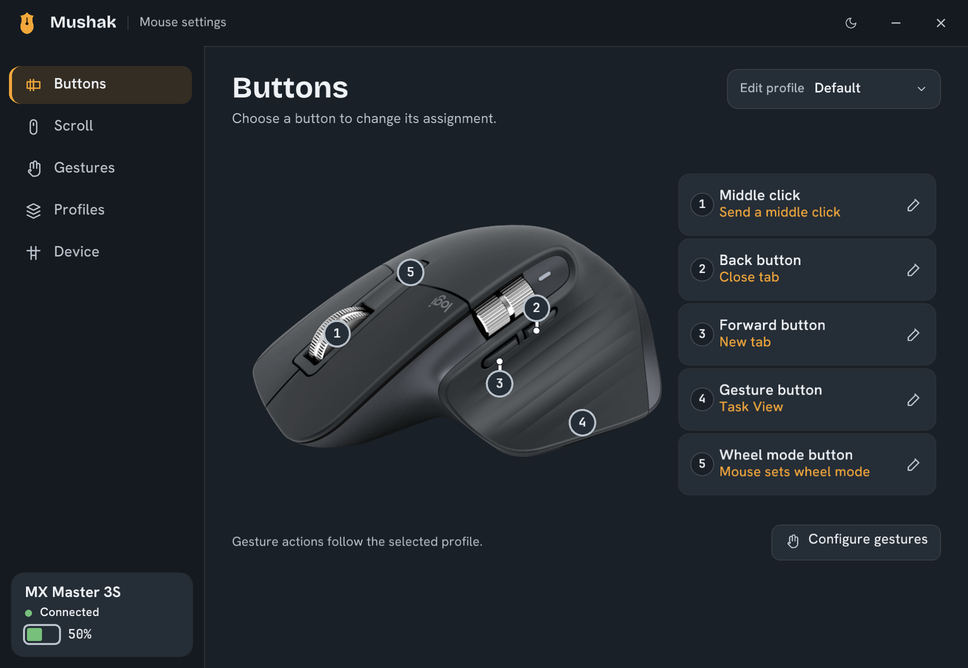 Mushak
Mouse settings
Buttons
Scroll
Gestures
Profiles
Device
MX Master 3S
Connected
50%
Buttons
Choose a button to change its assignment.
Edit profile Default
5
logi
1
2
3
4
1 Middle click
Send a middle click
2 Back button
Close tab
3 Forward button
New tab
4 Gesture button
Task View
5 Wheel mode button
Mouse sets wheel mode
Gesture actions follow the selected profile.
Configure gestures